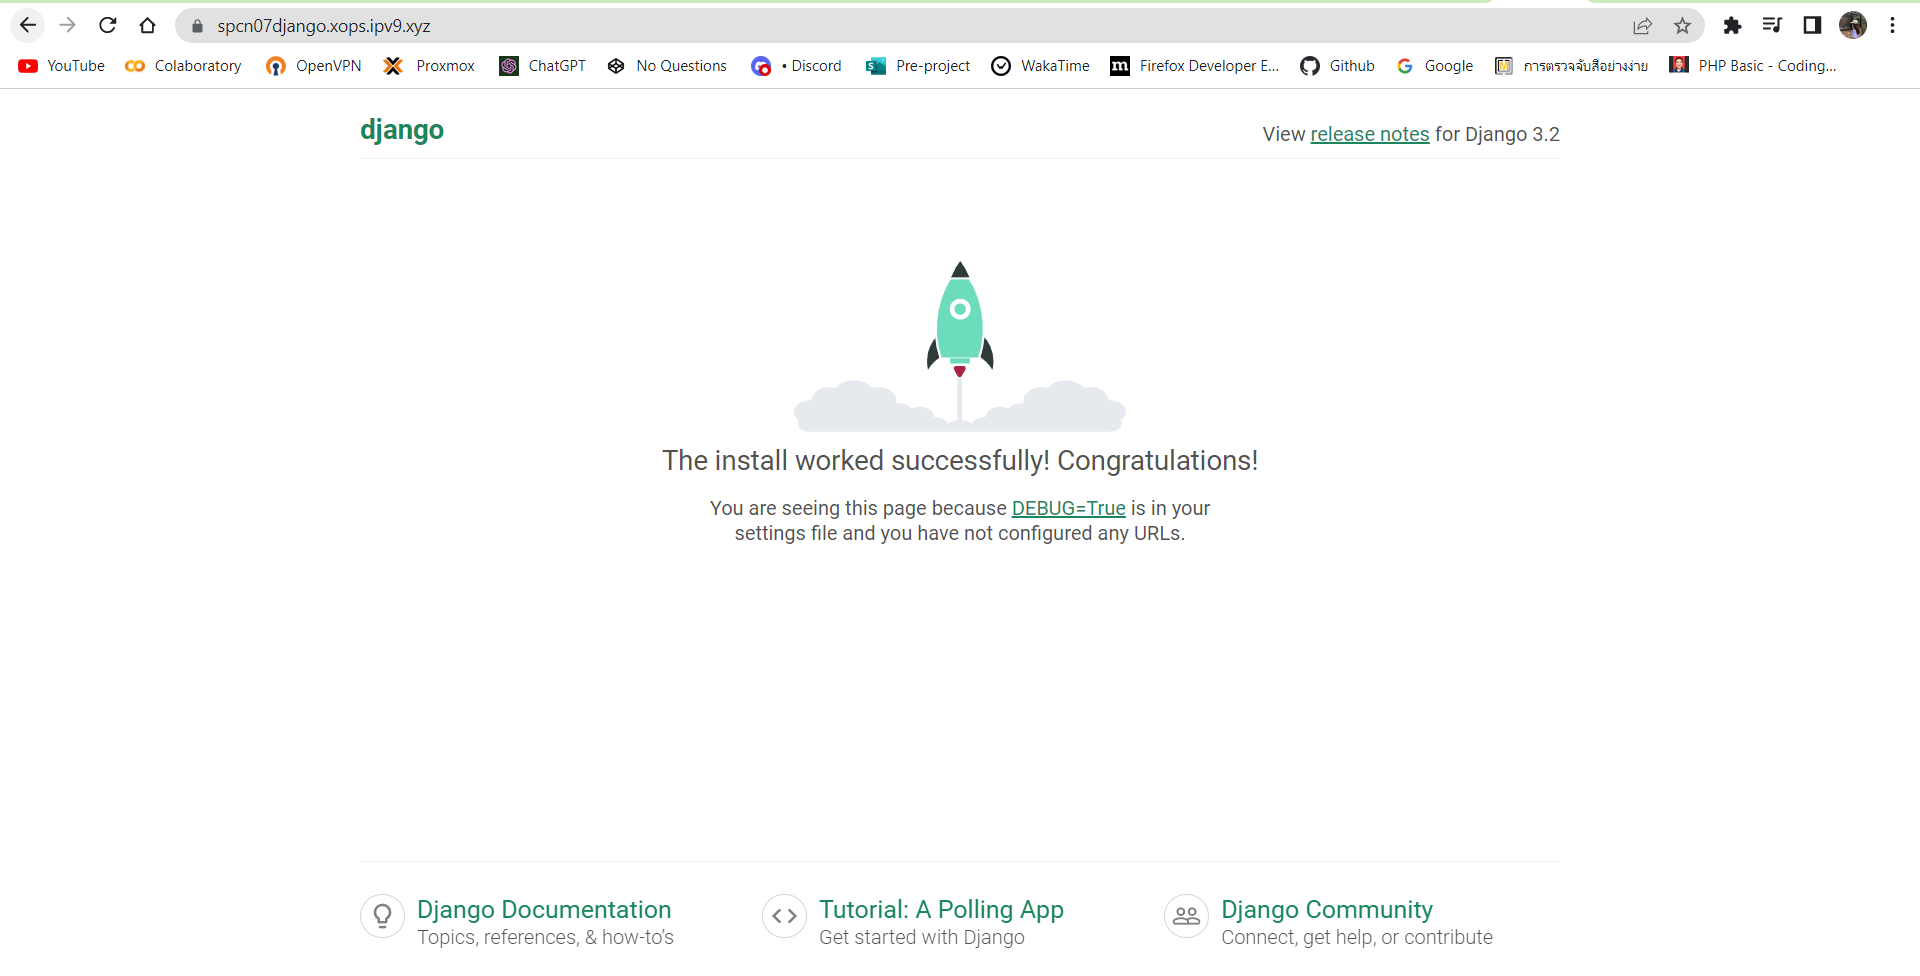 spcn07django.xops.ipv9.xyz
YouTube Colaboratory OpenVPN Proxmox ChatGPT No Questions • Discord Pre-project WakaTime Firefox Developer E... Github Google การตรวจจับสีอย่างง่าย PHP Basic - Coding...
django
View release notes for Django 3.2
The install worked successfully! Congratulations!
You are seeing this page because DEBUG=True is in your
settings file and you have not configured any URLs.
Django Documentation
Topics, references, & how-to's
Tutorial: A Polling App
Get started with Django
Django Community
Connect, get help, or contribute